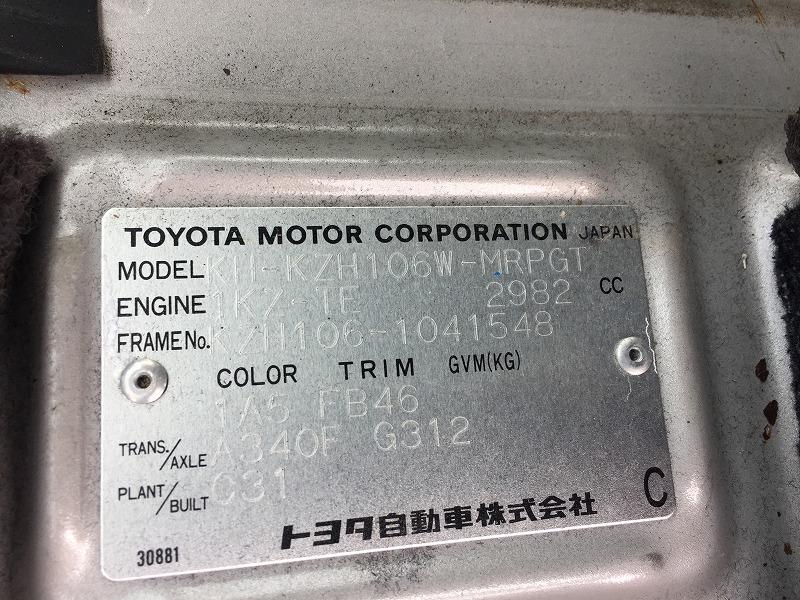 TOYOTA MOTOR CORPORATION JAPAN
MODEL KH-KZH106W-MRPGT
ENGINE 1KZ-TE 2982 CC
FRAME No. KZH106-1041548
COLOR TRIM GVM(KG)
1A5 FB46
TRANS./AXLE A340F G312
PLANT/BUILT C31
トヨタ自動車株式会社 C
30881